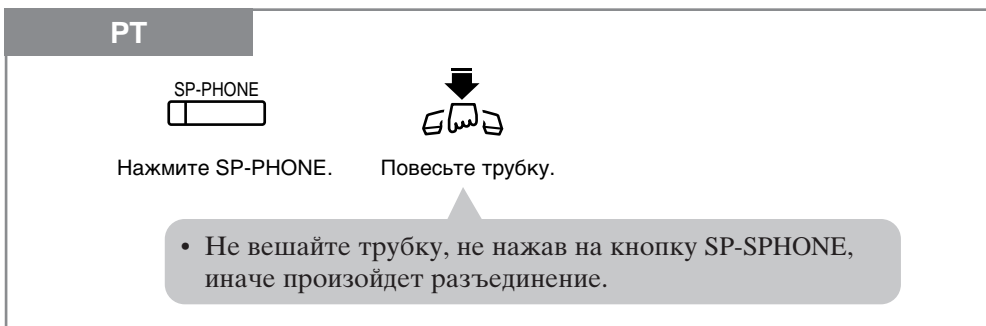 PT
SP-PHONE
Нажмите SP-PHONE.
Повесьте трубку.
• Не вешайте трубку, не нажав на кнопку SP-SPHONE,
иначе произойдет разъединение.